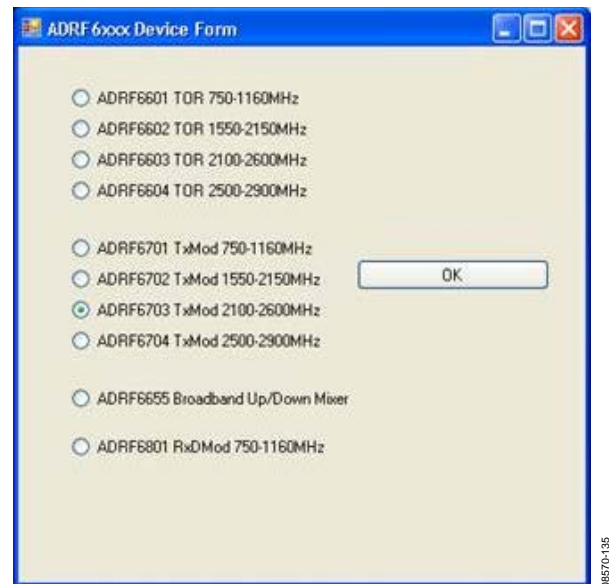 ADRF6xxx Device Form
ADRF6601 TOR 750-1160MHz
ADRF6602 TOR 1550-2150MHz
ADRF6603 TOR 2100-2600MHz
ADRF6604 TOR 2500-2900MHz
ADRF6701 TxMod 750-1160MHz
ADRF6702 TxMod 1550-2150MHz
OK
ADRF6703 TxMod 2100-2600MHz
ADRF6704 TxMod 2500-2900MHz
ADRF6655 Broadband Up/Down Mixer
ADRF6801 RxDMod 750-1160MHz
08570-135